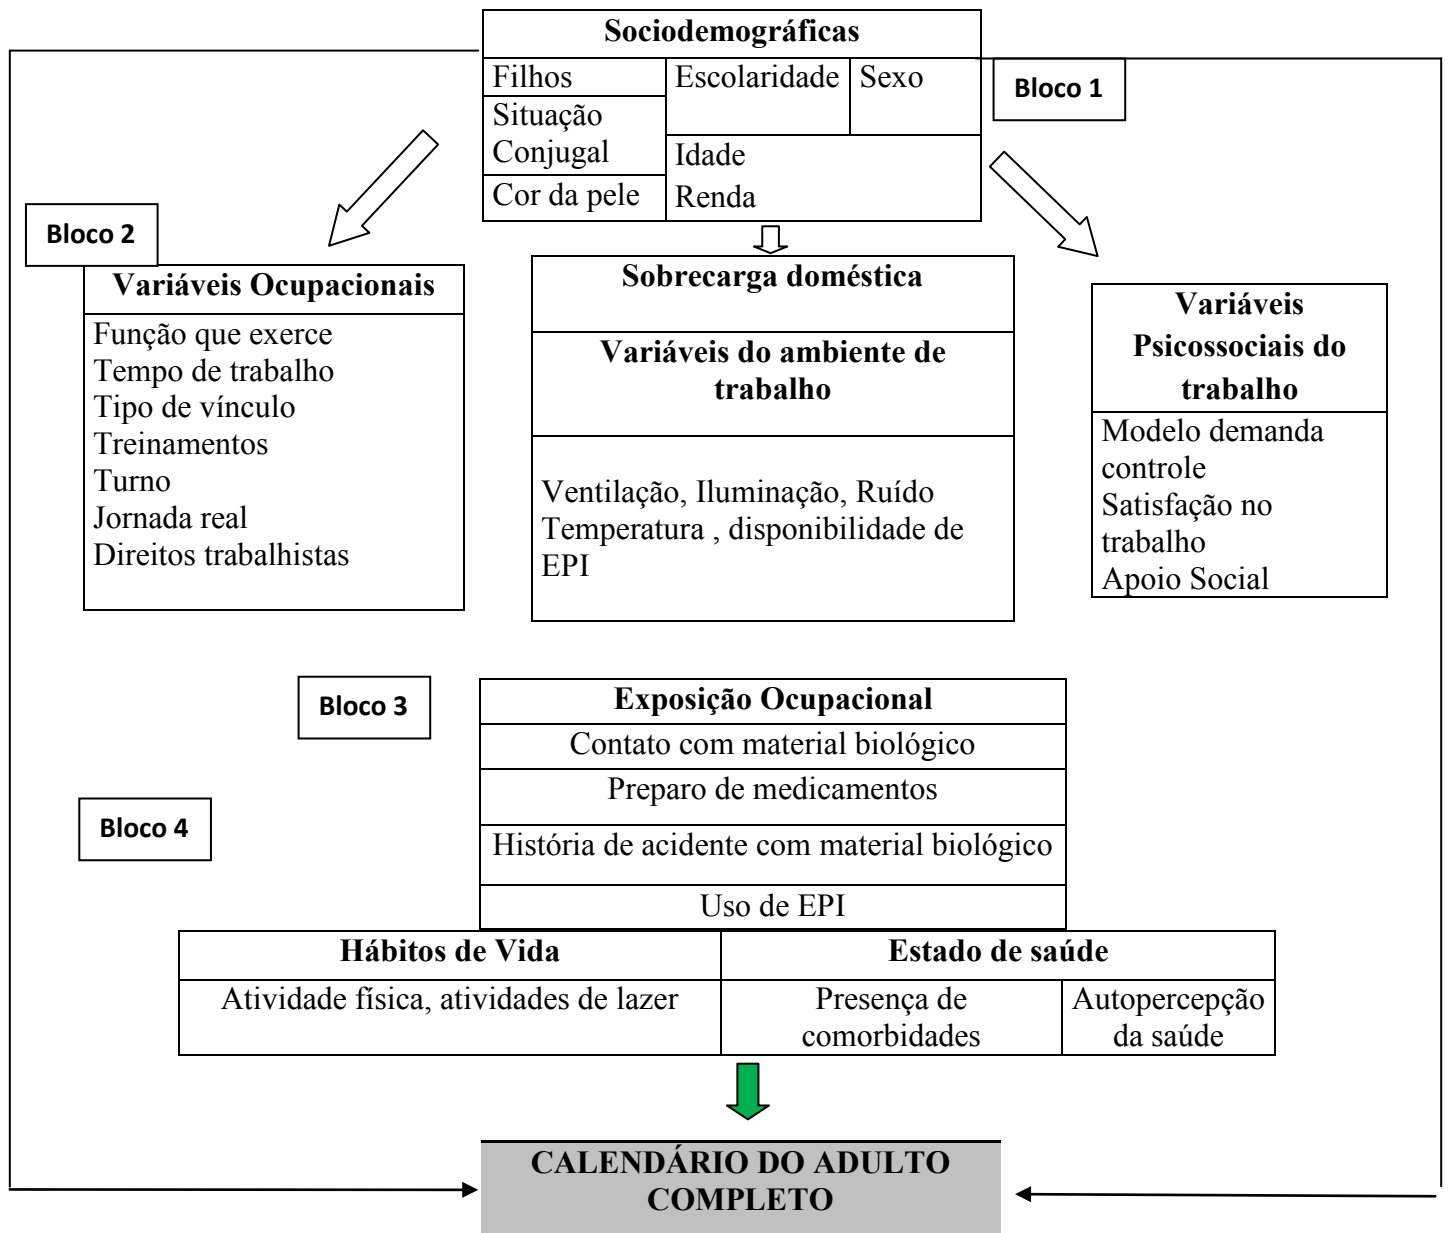 Sociodemográficas
Filhos
Escolaridade
Sexo
Bloco 1
Situação
Conjugal
Idade
Cor da pele
Renda
Bloco 2
Variáveis Ocupacionais
Função que exerce
Tempo de trabalho
Tipo de vínculo
Treinamentos
Turno
Jornada real
Direitos trabalhistas
Sobrecarga doméstica
Variáveis do ambiente de
trabalho
Ventilação, Iluminação, Ruído
Temperatura , disponibilidade de
EPI
Variáveis
Psicossociais do
trabalho
Modelo demanda
controle
Satisfação no
trabalho
Apoio Social
Bloco 3
Exposição Ocupacional
Contato com material biológico
Preparo de medicamentos
História de acidente com material biológico
Uso de EPI
Bloco 4
Hábitos de Vida
Estado de saúde
Atividade física, atividades de lazer
Presença de
comorbidades
Autopercepção
da saúde
CALENDÁRIO DO ADULTO
COMPLETO